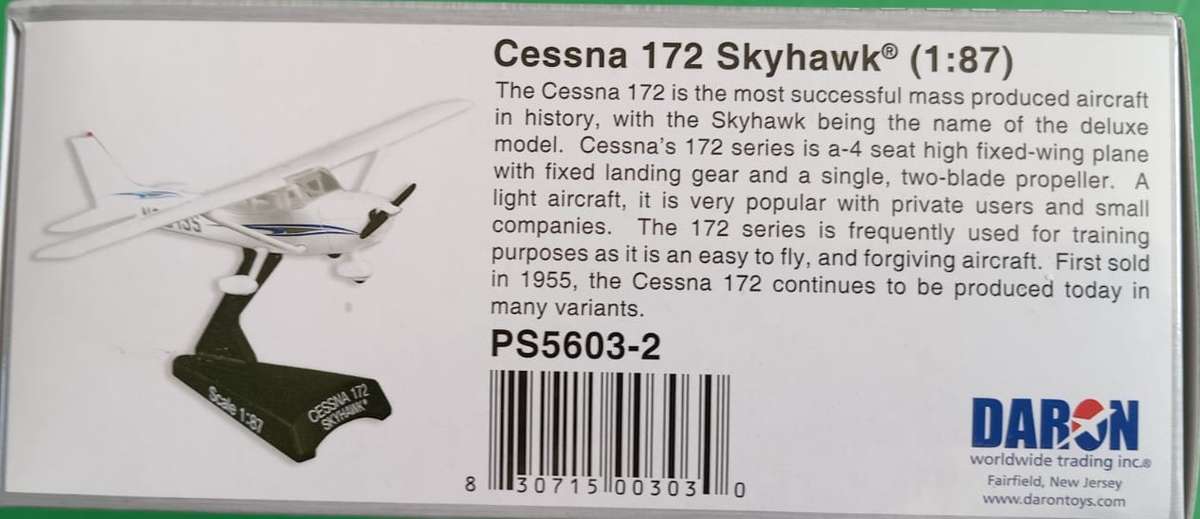 Cessna 172 Skyhawk® (1:87)
The Cessna 172 is the most successful mass produced aircraft
in history, with the Skyhawk being the name of the deluxe
model. Cessna's 172 series is a-4 seat high fixed-wing plane
with fixed landing gear and a single, two-blade propeller. A
light aircraft, it is very popular with private users and small
companies. The 172 series is frequently used for training
purposes as it is an easy to fly, and forgiving aircraft. First sold
in 1955, the Cessna 172 continues to be produced today in
many variants.
PS5603-2
8 30715 00303 0
Scale 1:87
CESSNA 172
SKYHAWK®
DARON
worldwide trading inc.®
Fairfield, New Jersey
www.darontoys.com